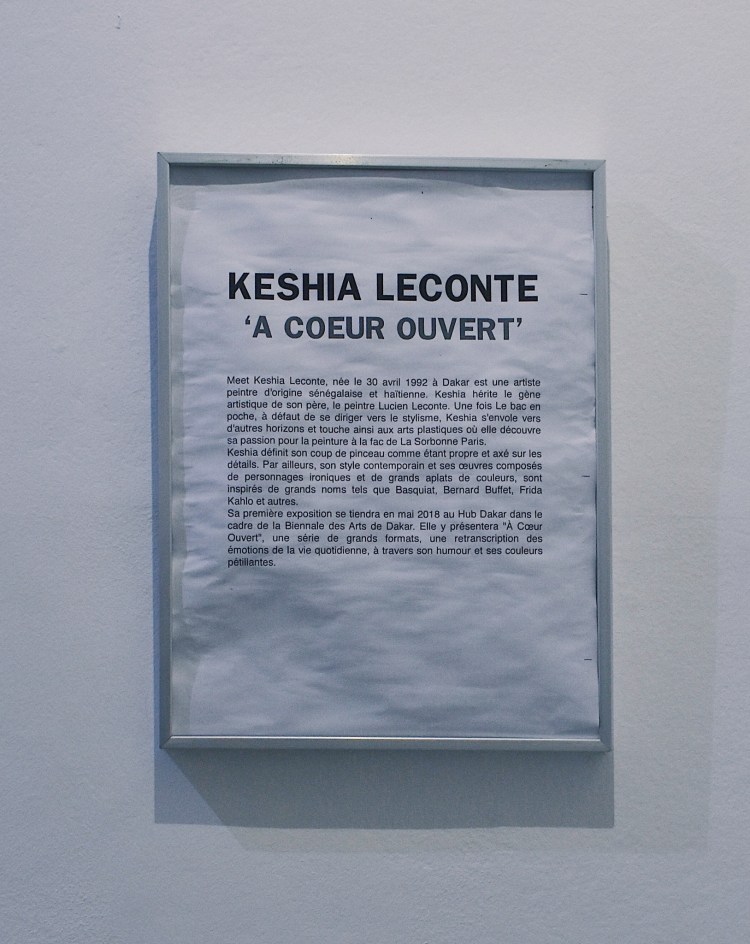 KESHIA LECONTE
‘A COEUR OUVERT’
Meet Keshia Leconte, née le 30 avril 1992 à Dakar est une artiste
peintre d'origine sénégalaise et haïtienne. Keshia hérite le gène
artistique de son père, le peintre Lucien Leconte. Une fois Le bac en
poche, à défaut de se diriger vers le stylisme, Keshia s'envole vers
d'autres horizons et touche ainsi aux arts plastiques où elle découvre
sa passion pour la peinture à la fac de La Sorbonne Paris.
Keshia définit son coup de pinceau comme étant propre et axé sur les
détails. Par ailleurs, son style contemporain et ses œuvres composés
de personnages ironiques et de grands aplats de couleurs, sont
inspirés de grands noms tels que Basquiat, Bernard Buffet, Frida
Kahlo et autres.
Sa première exposition se tiendra en mai 2018 au Hub Dakar dans le
cadre de la Biennale des Arts de Dakar. Elle y présentera "À Cœur
Ouvert", une série de grands formats, une retranscription des
émotions de la vie quotidienne, à travers son humour et ses couleurs
pétillantes.